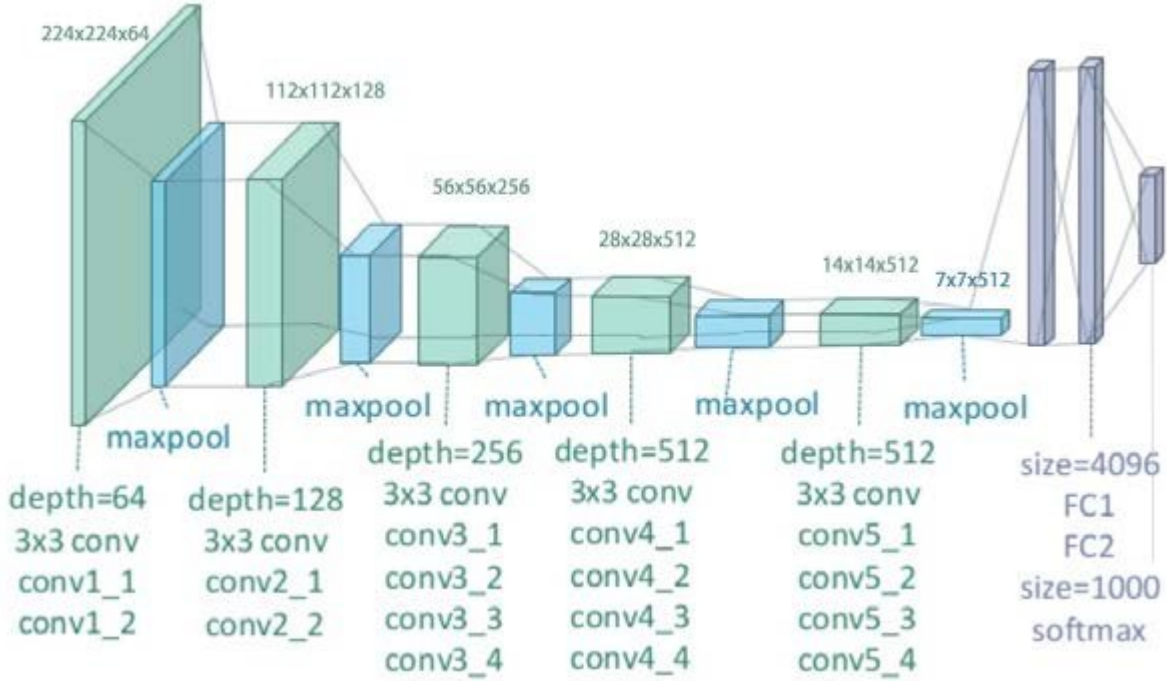 224x224x64
112x112x128
56x56x256
28x28x512
14x14x512
7x7x512
maxpool
maxpool
maxpool
maxpool
maxpool
depth=64
3x3 conv
conv1_1
conv1_2
depth=128
3x3 conv
conv2_1
conv2_2
depth=256
3x3 conv
conv3_1
conv3_2
conv3_3
conv3_4
depth=512
3x3 conv
conv4_1
conv4_2
conv4_3
conv4_4
depth=512
3x3 conv
conv5_1
conv5_2
conv5_3
conv5_4
size=4096
FC1
FC2
size=1000
softmax